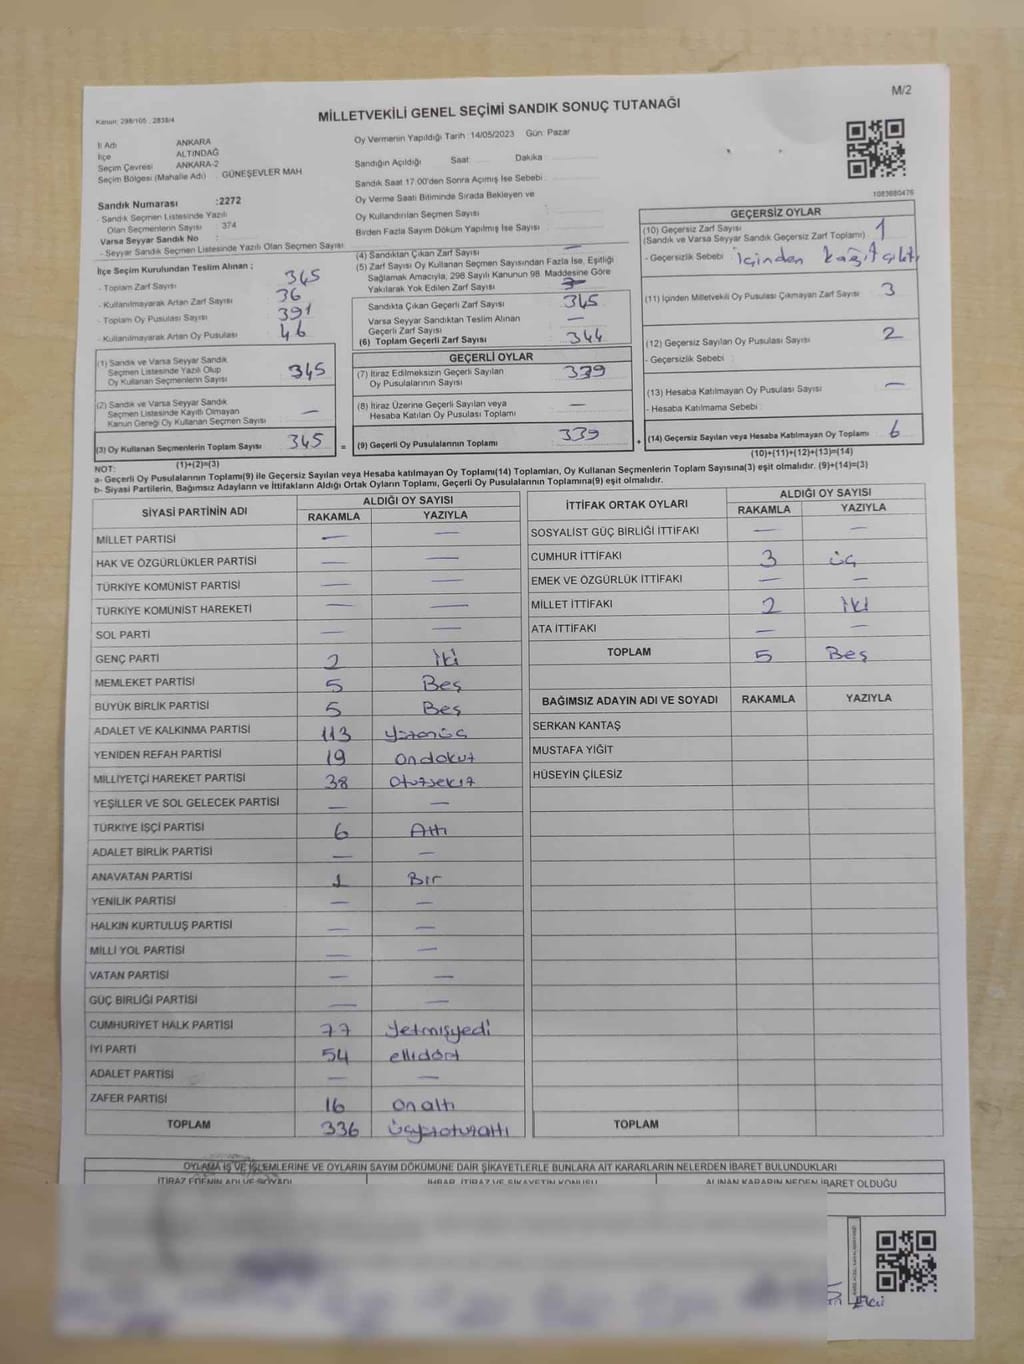 M/2
MİLLETVEKİLİ GENEL SEÇİMİ SANDIK SONUÇ TUTANAĞI
Kanun: 298/105 , 2839/4
İl Adı ANKARA
İlçe ALTINDAĞ
Seçim Çevresi ANKARA-2
Seçim Bölgesi (Mahalle Adı) : GÜNEŞEVLER MAH
Sandık Numarası :2272
- Sandık Seçmen Listesinde Yazılı
Olan Seçmenlerin Sayısı 374
Varsa Seyyar Sandık No :
- Seyyar Sandık Seçmen Listesinde Yazılı Olan Seçmen Sayısı:
Oy Vermenin Yapıldığı Tarih :14/05/2023 Gün: Pazar
Sandığın Açıldığı Saat Dakika
Sandık Saat 17:00'den Sonra Açımış İse Sebebi :
Oy Verme Saati Bitiminde Sırada Bekleyen ve
Oy Kullandırılan Seçmen Sayısı
Birden Fazla Sayım Döküm Yapılmış İse Sayısı :
1083680476
İlçe Seçim Kurulundan Teslim Alınan ;
- Toplam Zarf Sayısı 345
- Kullanılmayarak Artan Zarf Sayısı 36
- Toplam Oy Pusulası Sayısı 391
- Kullanılmayarak Artan Oy Pusulası 46
(1) Sandık ve Varsa Seyyar Sandık
Seçmen Listesinde Yazılı Olup
Oy Kullanan Seçmenlerin Sayısı 345
(2) Sandık ve Varsa Seyyar Sandık
Seçmen Listesine Kayıtlı Olmayan
Kanun Gereği Oy Kullanan Seçmen Sayısı —
(3) Oy Kullanan Seçmenlerin Toplam Sayısı 345
(1)+(2)=(3)
(4) Sandıktan Çıkan Zarf Sayısı —
(5) Zarf Sayısı Oy Kullanan Seçmen Sayısından Fazla İse, Eşitliği
Sağlamak Amacıyla, 298 Sayılı Kanunun 98. Maddesine Göre
Yakılarak Yok Edilen Zarf Sayısı
Sandıkta Çıkan Geçerli Zarf Sayısı 345
Varsa Seyyar Sandıktan Teslim Alınan
Geçerli Zarf Sayısı —
(6) Toplam Geçerli Zarf Sayısı 344
GEÇERLİ OYLAR
(7) İtiraz Edilmeksizin Geçerli Sayılan
Oy Pusulalarının Sayısı 339
(8) İtiraz Üzerine Geçerli Sayılan veya
Hesaba Katılan Oy Pusulası Toplamı —
= (9) Geçerli Oy Pusulalarının Toplamı 339
GEÇERSİZ OYLAR
(10) Geçersiz Zarf Sayısı 1
(Sandık ve Varsa Seyyar Sandık Geçersiz Zarf Toplamı)
- Geçersizlik Sebebi : içinden kağıt çıktı
(11) İçinden Milletvekili Oy Pusulası Çıkmayan Zarf Sayısı 3
(12) Geçersiz Sayılan Oy Pusulası Sayısı 2
- Geçersizlik Sebebi :
(13) Hesaba Katılmayan Oy Pusulası Sayısı —
- Hesaba Katılmama Sebebi :
+ (14) Geçersiz Sayılan veya Hesaba Katılmayan Oy Toplamı 6
(10)+(11)+(12)+(13)=(14)
NOT:
a- Geçerli Oy Pusulalarının Toplamı(9) ile Geçersiz Sayılan veya Hesaba katılmayan Oy Toplamı(14) Toplamları, Oy Kullanan Seçmenlerin Toplam Sayısına(3) eşit olmalıdır. (9)+(14)=(3)
b- Siyasi Partilerin, Bağımsız Adayların ve İttifakların Aldığı Ortak Oyların Toplamı, Geçerli Oy Pusulalarının Toplamına(9) eşit olmalıdır.
SİYASİ PARTİNİN ADI ALDIĞI OY SAYISI
RAKAMLA YAZIYLA
MİLLET PARTİSİ — —
HAK VE ÖZGÜRLÜKLER PARTİSİ — —
TÜRKİYE KOMÜNİST PARTİSİ — —
TÜRKİYE KOMÜNİST HAREKETİ — —
SOL PARTİ — —
GENÇ PARTİ 2 iki
MEMLEKET PARTİSİ 5 Beş
BÜYÜK BİRLİK PARTİSİ 5 Beş
ADALET VE KALKINMA PARTİSİ 113 yüzonüç
YENİDEN REFAH PARTİSİ 19 ondokuz
MİLLİYETÇİ HAREKET PARTİSİ 38 otuzsekiz
YEŞİLLER VE SOL GELECEK PARTİSİ — —
TÜRKİYE İŞÇİ PARTİSİ 6 Altı
ADALET BİRLİK PARTİSİ — —
ANAVATAN PARTİSİ 1 Bir
YENİLİK PARTİSİ — —
HALKIN KURTULUŞ PARTİSİ — —
MİLLİ YOL PARTİSİ — —
VATAN PARTİSİ — —
GÜÇ BİRLİĞİ PARTİSİ — —
CUMHURİYET HALK PARTİSİ 77 yetmişyedi
İYİ PARTİ 54 ellidört
ADALET PARTİSİ — —
ZAFER PARTİSİ 16 onaltı
TOPLAM 336 üçyüzotuzaltı
İTTİFAK ORTAK OYLARI ALDIĞI OY SAYISI
RAKAMLA YAZIYLA
SOSYALİST GÜÇ BİRLİĞİ İTTİFAKI — —
CUMHUR İTTİFAKI 3 üç
EMEK VE ÖZGÜRLÜK İTTİFAKI — —
MİLLET İTTİFAKI 2 iki
ATA İTTİFAKI — —
TOPLAM 5 Beş
BAĞIMSIZ ADAYIN ADI VE SOYADI RAKAMLA YAZIYLA
SERKAN KANTAŞ
MUSTAFA YİĞİT
HÜSEYİN ÇİLESİZ
TOPLAM
OYLAMA İŞ VE İŞLEMLERİNE VE OYLARIN SAYIM DÖKÜMÜNE DAİR ŞİKAYETLERLE BUNLARA AİT KARARLARIN NELERDEN İBARET BULUNDUKLARI
İTİRAZ EDENİN ADI VE SOYADI İHBAR, İTİRAZ VE ŞİKAYETİN KONUSU ALINAN KARARIN NEDEN İBARET OLDUĞU